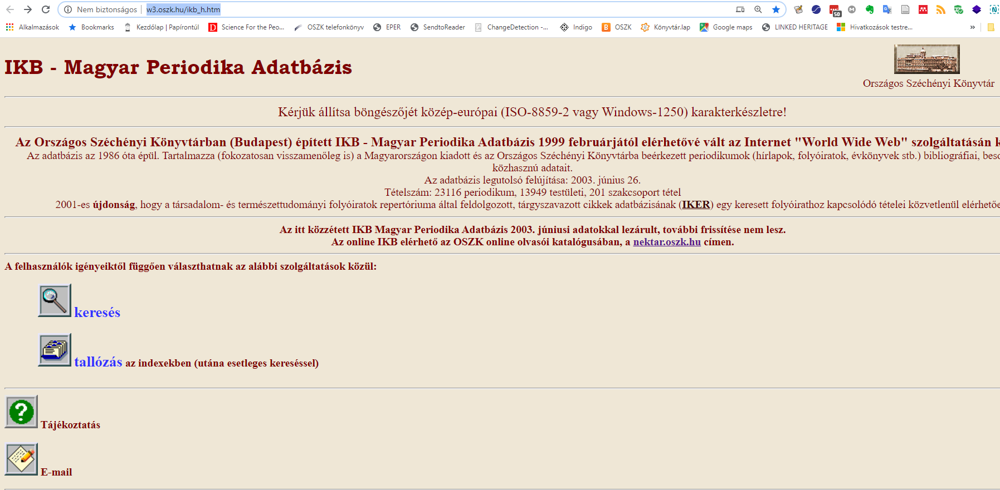 Nem biztonságos | w3.oszk.hu/ikb_h.htm
50
Alkalmazások Bookmarks Kezdőlap | Papírontúl Science For the Peo... OSZK telefonkönyv EPER SendtoReader ChangeDetection -... Indigo OSZK Könyvtár.lap Google maps LINKED HERITAGE Hivatkozások testre... »
IKB - Magyar Periodika Adatbázis
Országos Széchényi Könyvtár
Kérjük állítsa böngészőjét közép-európai (ISO-8859-2 vagy Windows-1250) karakterkészletre!
Az Országos Széchényi Könyvtárban (Budapest) épített IKB - Magyar Periodika Adatbázis 1999 februárjától elérhetővé vált az Internet "World Wide Web" szolgáltatásán k
Az adatbázis az 1986 óta épül. Tartalmazza (fokozatosan visszamenőleg is) a Magyarországon kiadott és az Országos Széchényi Könyvtárba beérkezett periodikumok (hírlapok, folyóiratok, évkönyvek stb.) bibliográfiai, beso
közhasznú adatait.
Az adatbázis legutolsó felújítása: 2003. június 26.
Tételszám: 23116 periodikum, 13949 testületi, 201 szakcsoport tétel
2001-es újdonság, hogy a társadalom- és természettudományi folyóiratok repertóriuma által feldolgozott, tárgyszavazott cikkek adatbázisának (IKER) egy keresett folyóirathoz kapcsolódó tételei közvetlenül elérhetőe
Az itt közzétett IKB Magyar Periodika Adatbázis 2003. júniusi adatokkal lezárult, további frissítése nem lesz.
Az online IKB elérhető az OSZK online olvasói katalógusában, a nektar.oszk.hu címen.
A felhasználók igényeiktől függően választhatnak az alábbi szolgáltatások közül:
keresés
tallózás az indexekben (utána esetleges kereséssel)
Tájékoztatás
E-mail